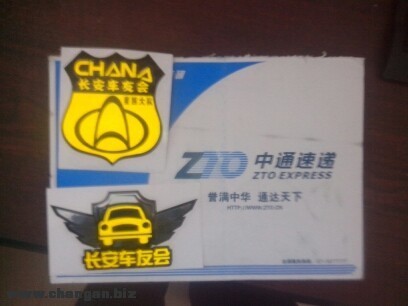 CHANA
长安车友会
ZTO 中通速递
ZTO EXPRESS
誉满中华 通达天下
HTTP://WWW.ZTO.CN
长安车友会
www.changan.biz